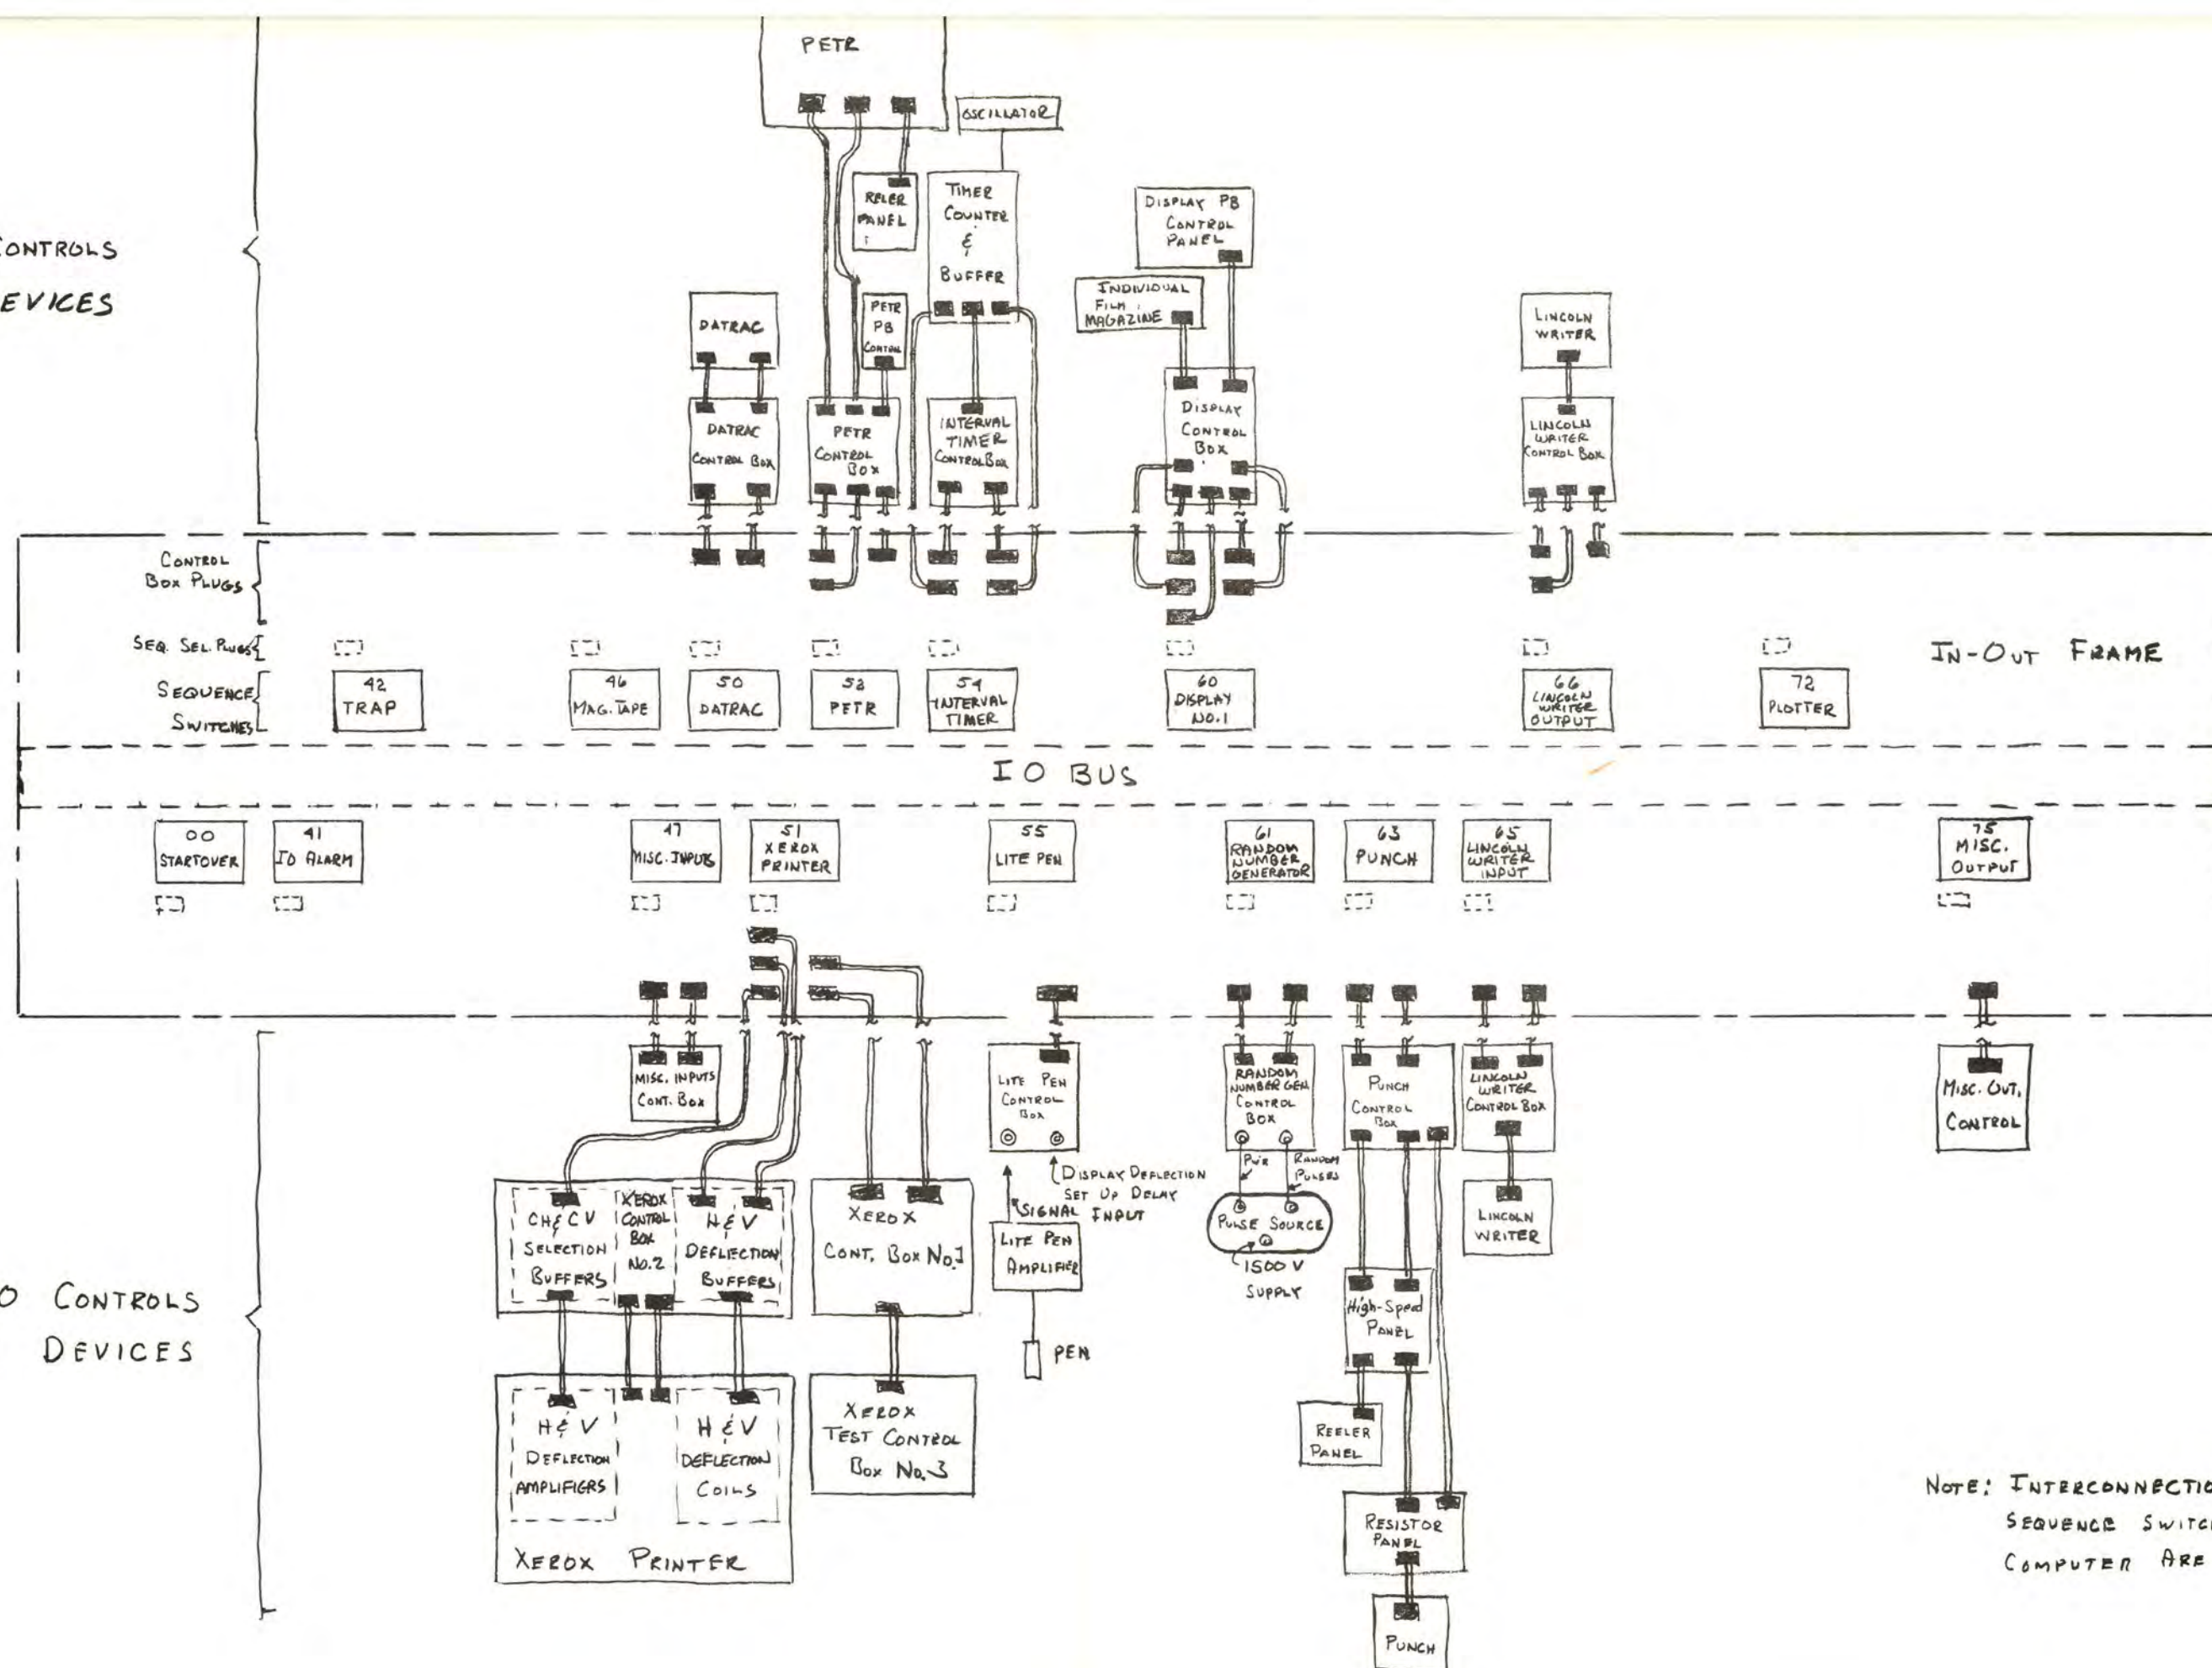 PETR
OSCILLATOR
RELER
PANEL
TIMER
COUNTER
&
BUFFER
DISPLAY PB
CONTROL
PANEL
CONTROLS
EVICES
INDIVIDUAL
FILM
MAGAZINE
DATRAC
PETR
PB
CONTROL
LINCOLN
WRITER
DATRAC
CONTROL BOX
PETR
CONTROL
BOX
INTERVAL
TIMER
CONTROL BOX
DISPLAY
CONTROL
BOX
LINCOLN
WRITER
CONTROL BOX
CONTROL
BOX PLUGS
SEQ. SEL. PLUGS
SEQUENCE
SWITCHES
IN-OUT FRAME
42
TRAP
46
MAG. TAPE
50
DATRAC
52
PETR
54
INTERVAL
TIMER
60
DISPLAY
NO. 1
66
LINCOLN
WRITER
OUTPUT
72
PLOTTER
IO BUS
00
STARTOVER
41
IO ALARM
47
MISC. INPUTS
51
XEROX
PRINTER
55
LITE PEN
61
RANDOM
NUMBER
GENERATOR
63
PUNCH
65
LINCOLN
WRITER
INPUT
75
MISC.
OUTPUT
MISC. INPUTS
CONT. BOX
LITE PEN
CONTROL
BOX
RANDOM
NUMBER GEN
CONTROL
BOX
PUNCH
CONTROL
BOX
LINCOLN
WRITER
CONTROL BOX
MISC. OUT.
CONTROL
DISPLAY DEFLECTION
SET UP DELAY
INPUT
SIGNAL
PWR
RANDOM
PULSES
CH & CV
SELECTION
BUFFERS
XEROX
CONTROL
BOX
NO. 2
H & V
DEFLECTION
BUFFERS
XEROX
CONT. BOX NO. 1
LITE PEN
AMPLIFIER
PULSE SOURCE
1500 V
SUPPLY
LINCOLN
WRITER
O CONTROLS
DEVICES
High-Speed
PANEL
PEN
H & V
DEFLECTION
AMPLIFIERS
H & V
DEFLECTION
COILS
XEROX PRINTER
XEROX
TEST CONTROL
BOX NO. 3
REELER
PANEL
RESISTOR
PANEL
PUNCH
NOTE: INTERCONNECTIO
SEQUENCE SWITC
COMPUTER ARE